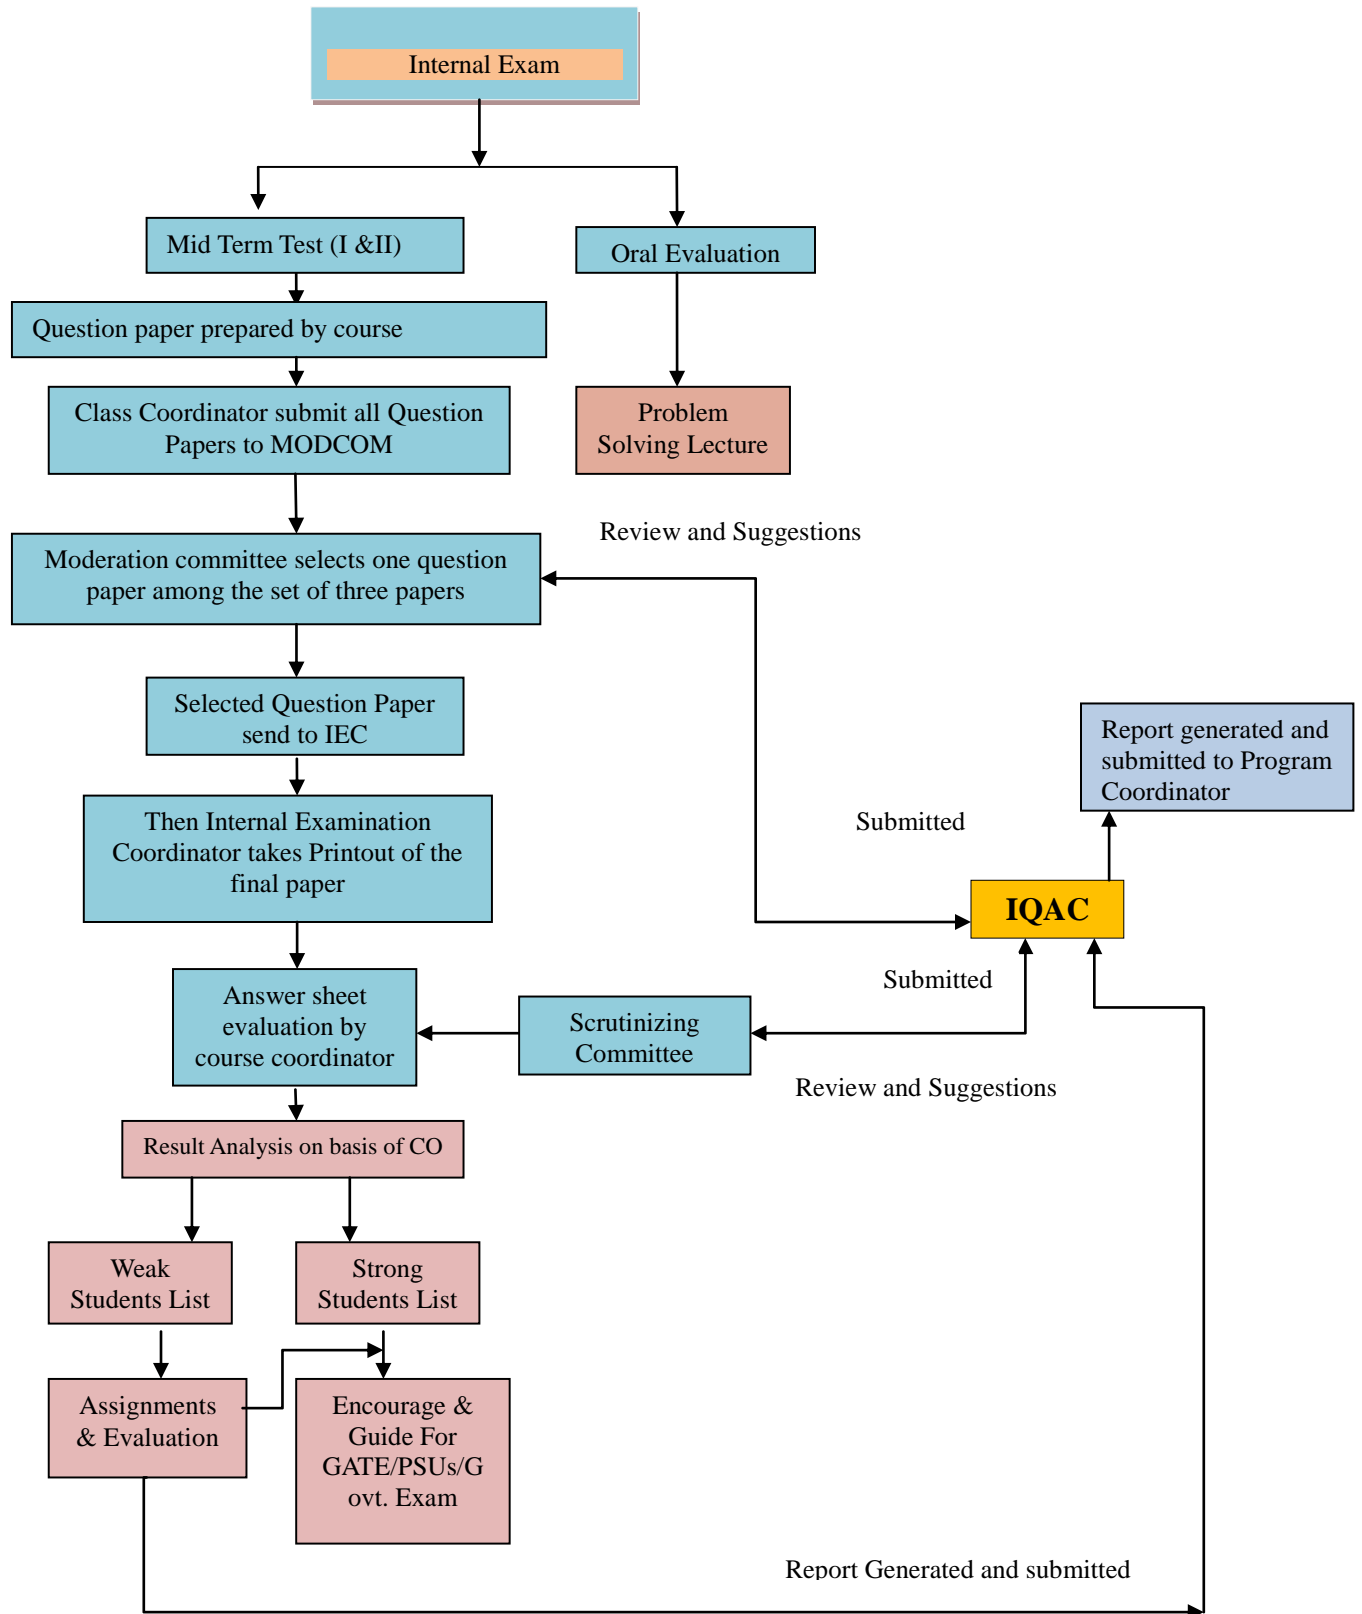 Internal Exam
Mid Term Test (I &II)
Oral Evaluation
Question paper prepared by course
Class Coordinator submit all Question
Papers to MODCOM
Problem
Solving Lecture
Review and Suggestions
Moderation committee selects one question
paper among the set of three papers
Selected Question Paper
send to IEC
Report generated and
submitted to Program
Coordinator
Then Internal Examination
Coordinator takes Printout of the
final paper
Submitted
IQAC
Submitted
Answer sheet
evaluation by
course coordinator
Scrutinizing
Committee
Review and Suggestions
Result Analysis on basis of CO
Weak
Students List
Strong
Students List
Assignments
& Evaluation
Encourage &
Guide For
GATE/PSUs/G
ovt. Exam
Report Generated and submitted